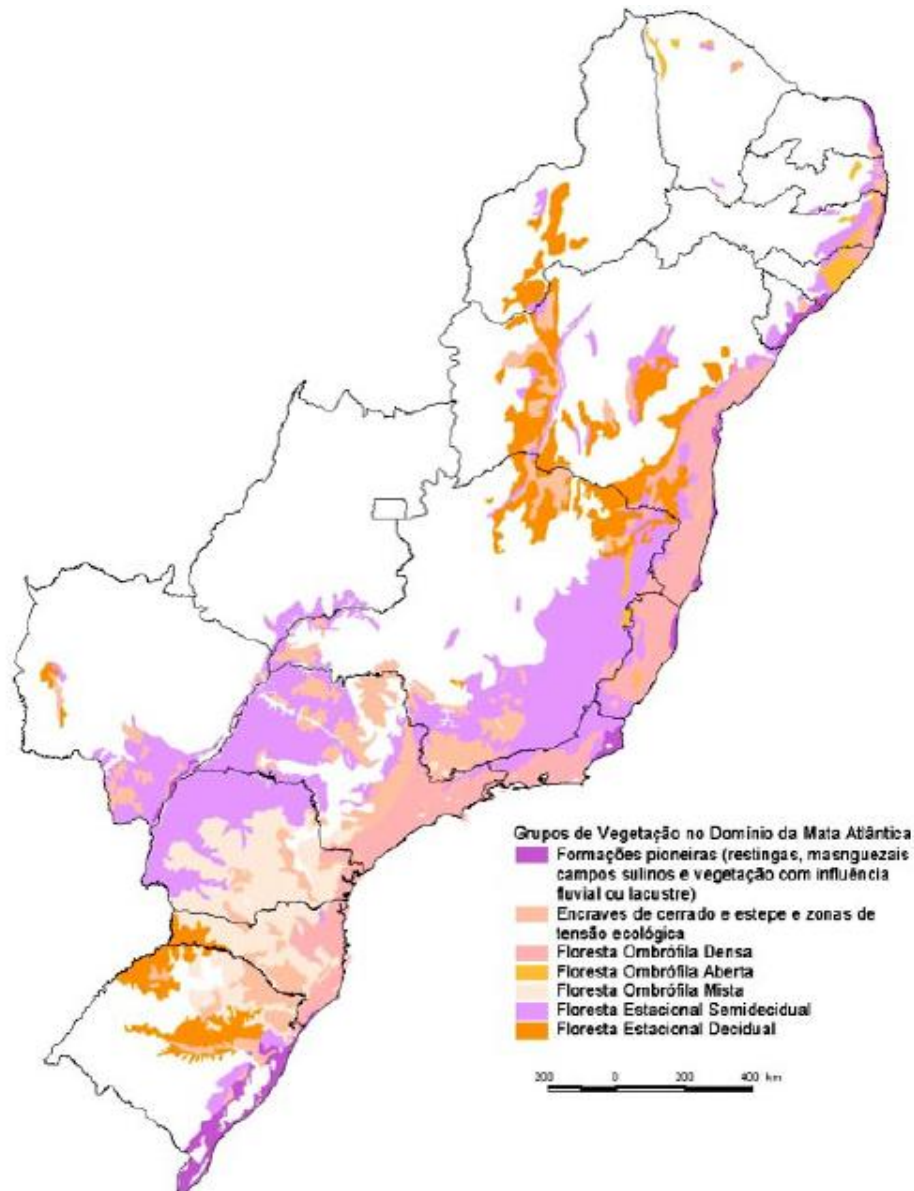 Grupos de Vegetação no Domínio da Mata Atlântica
Formações pioneiras (restingas, masnguezais
campos sulinos e vegetação com influência
fluvial ou lacustre)
Encraves de cerrado e estepe e zonas de
tensão ecológica
Floresta Ombrófila Densa
Floresta Ombrófila Aberta
Floresta Ombrófila Mista
Floresta Estacional Semidecidual
Floresta Estacional Decidual
200 0 200 400 km